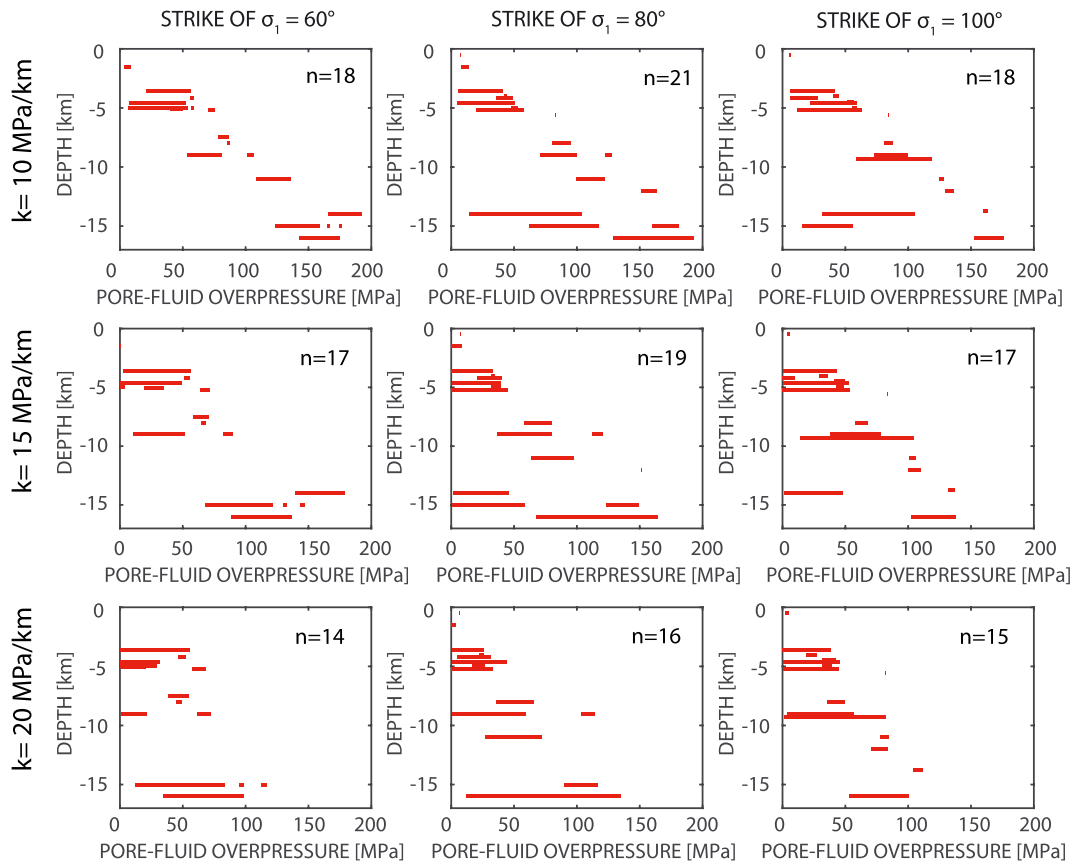 STRIKE OF σ₁ = 60° STRIKE OF σ₁ = 80° STRIKE OF σ₁ = 100°
k= 10 MPa/km
0 -5 -10 -15
DEPTH [km]
n=18
0 50 100 150 200
PORE-FLUID OVERPRESSURE [MPa]
0 -5 -10 -15
DEPTH [km]
n=21
0 50 100 150 200
PORE-FLUID OVERPRESSURE [MPa]
0 -5 -10 -15
DEPTH [km]
n=18
0 50 100 150 200
PORE-FLUID OVERPRESSURE [MPa]
k= 15 MPa/km
0 -5 -10 -15
DEPTH [km]
n=17
0 50 100 150 200
PORE-FLUID OVERPRESSURE [MPa]
0 -5 -10 -15
DEPTH [km]
n=19
0 50 100 150 200
PORE-FLUID OVERPRESSURE [MPa]
0 -5 -10 -15
DEPTH [km]
n=17
0 50 100 150 200
PORE-FLUID OVERPRESSURE [MPa]
k= 20 MPa/km
0 -5 -10 -15
DEPTH [km]
n=14
0 50 100 150 200
PORE-FLUID OVERPRESSURE [MPa]
0 -5 -10 -15
DEPTH [km]
n=16
0 50 100 150 200
PORE-FLUID OVERPRESSURE [MPa]
0 -5 -10 -15
DEPTH [km]
n=15
0 50 100 150 200
PORE-FLUID OVERPRESSURE [MPa]